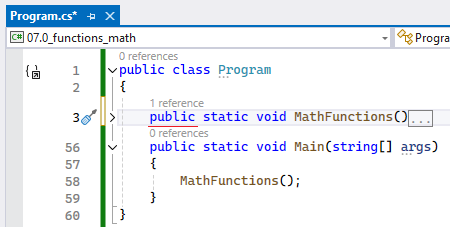 Program.cs*
C# 07.0_functions_math Progra
0 references
1 public class Program
2 {
1 reference
3 public static void MathFunctions()...
0 references
56 public static void Main(string[] args)
57 {
58 MathFunctions();
59 }
60 }